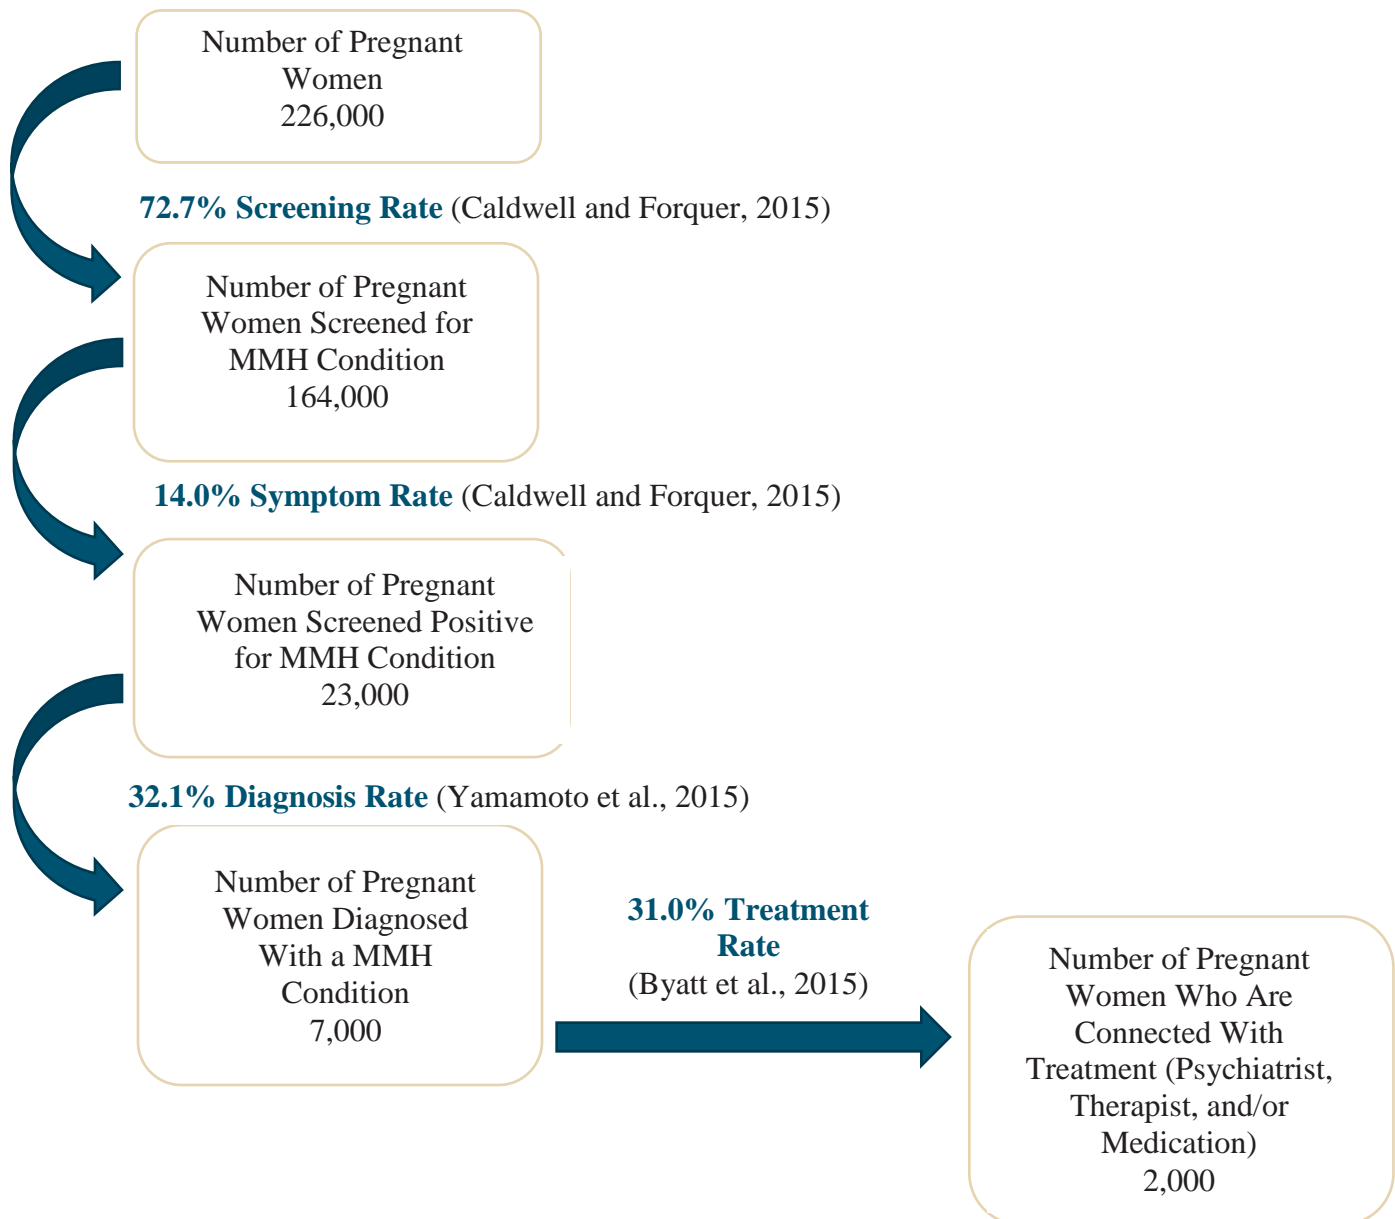 Number of Pregnant
Women
226,000
72.7% Screening Rate (Caldwell and Forquer, 2015)
Number of Pregnant
Women Screened for
MMH Condition
164,000
14.0% Symptom Rate (Caldwell and Forquer, 2015)
Number of Pregnant
Women Screened Positive
for MMH Condition
23,000
32.1% Diagnosis Rate (Yamamoto et al., 2015)
Number of Pregnant
Women Diagnosed
With a MMH
Condition
7,000
31.0% Treatment
Rate
(Byatt et al., 2015)
Number of Pregnant
Women Who Are
Connected With
Treatment (Psychiatrist,
Therapist, and/or
Medication)
2,000